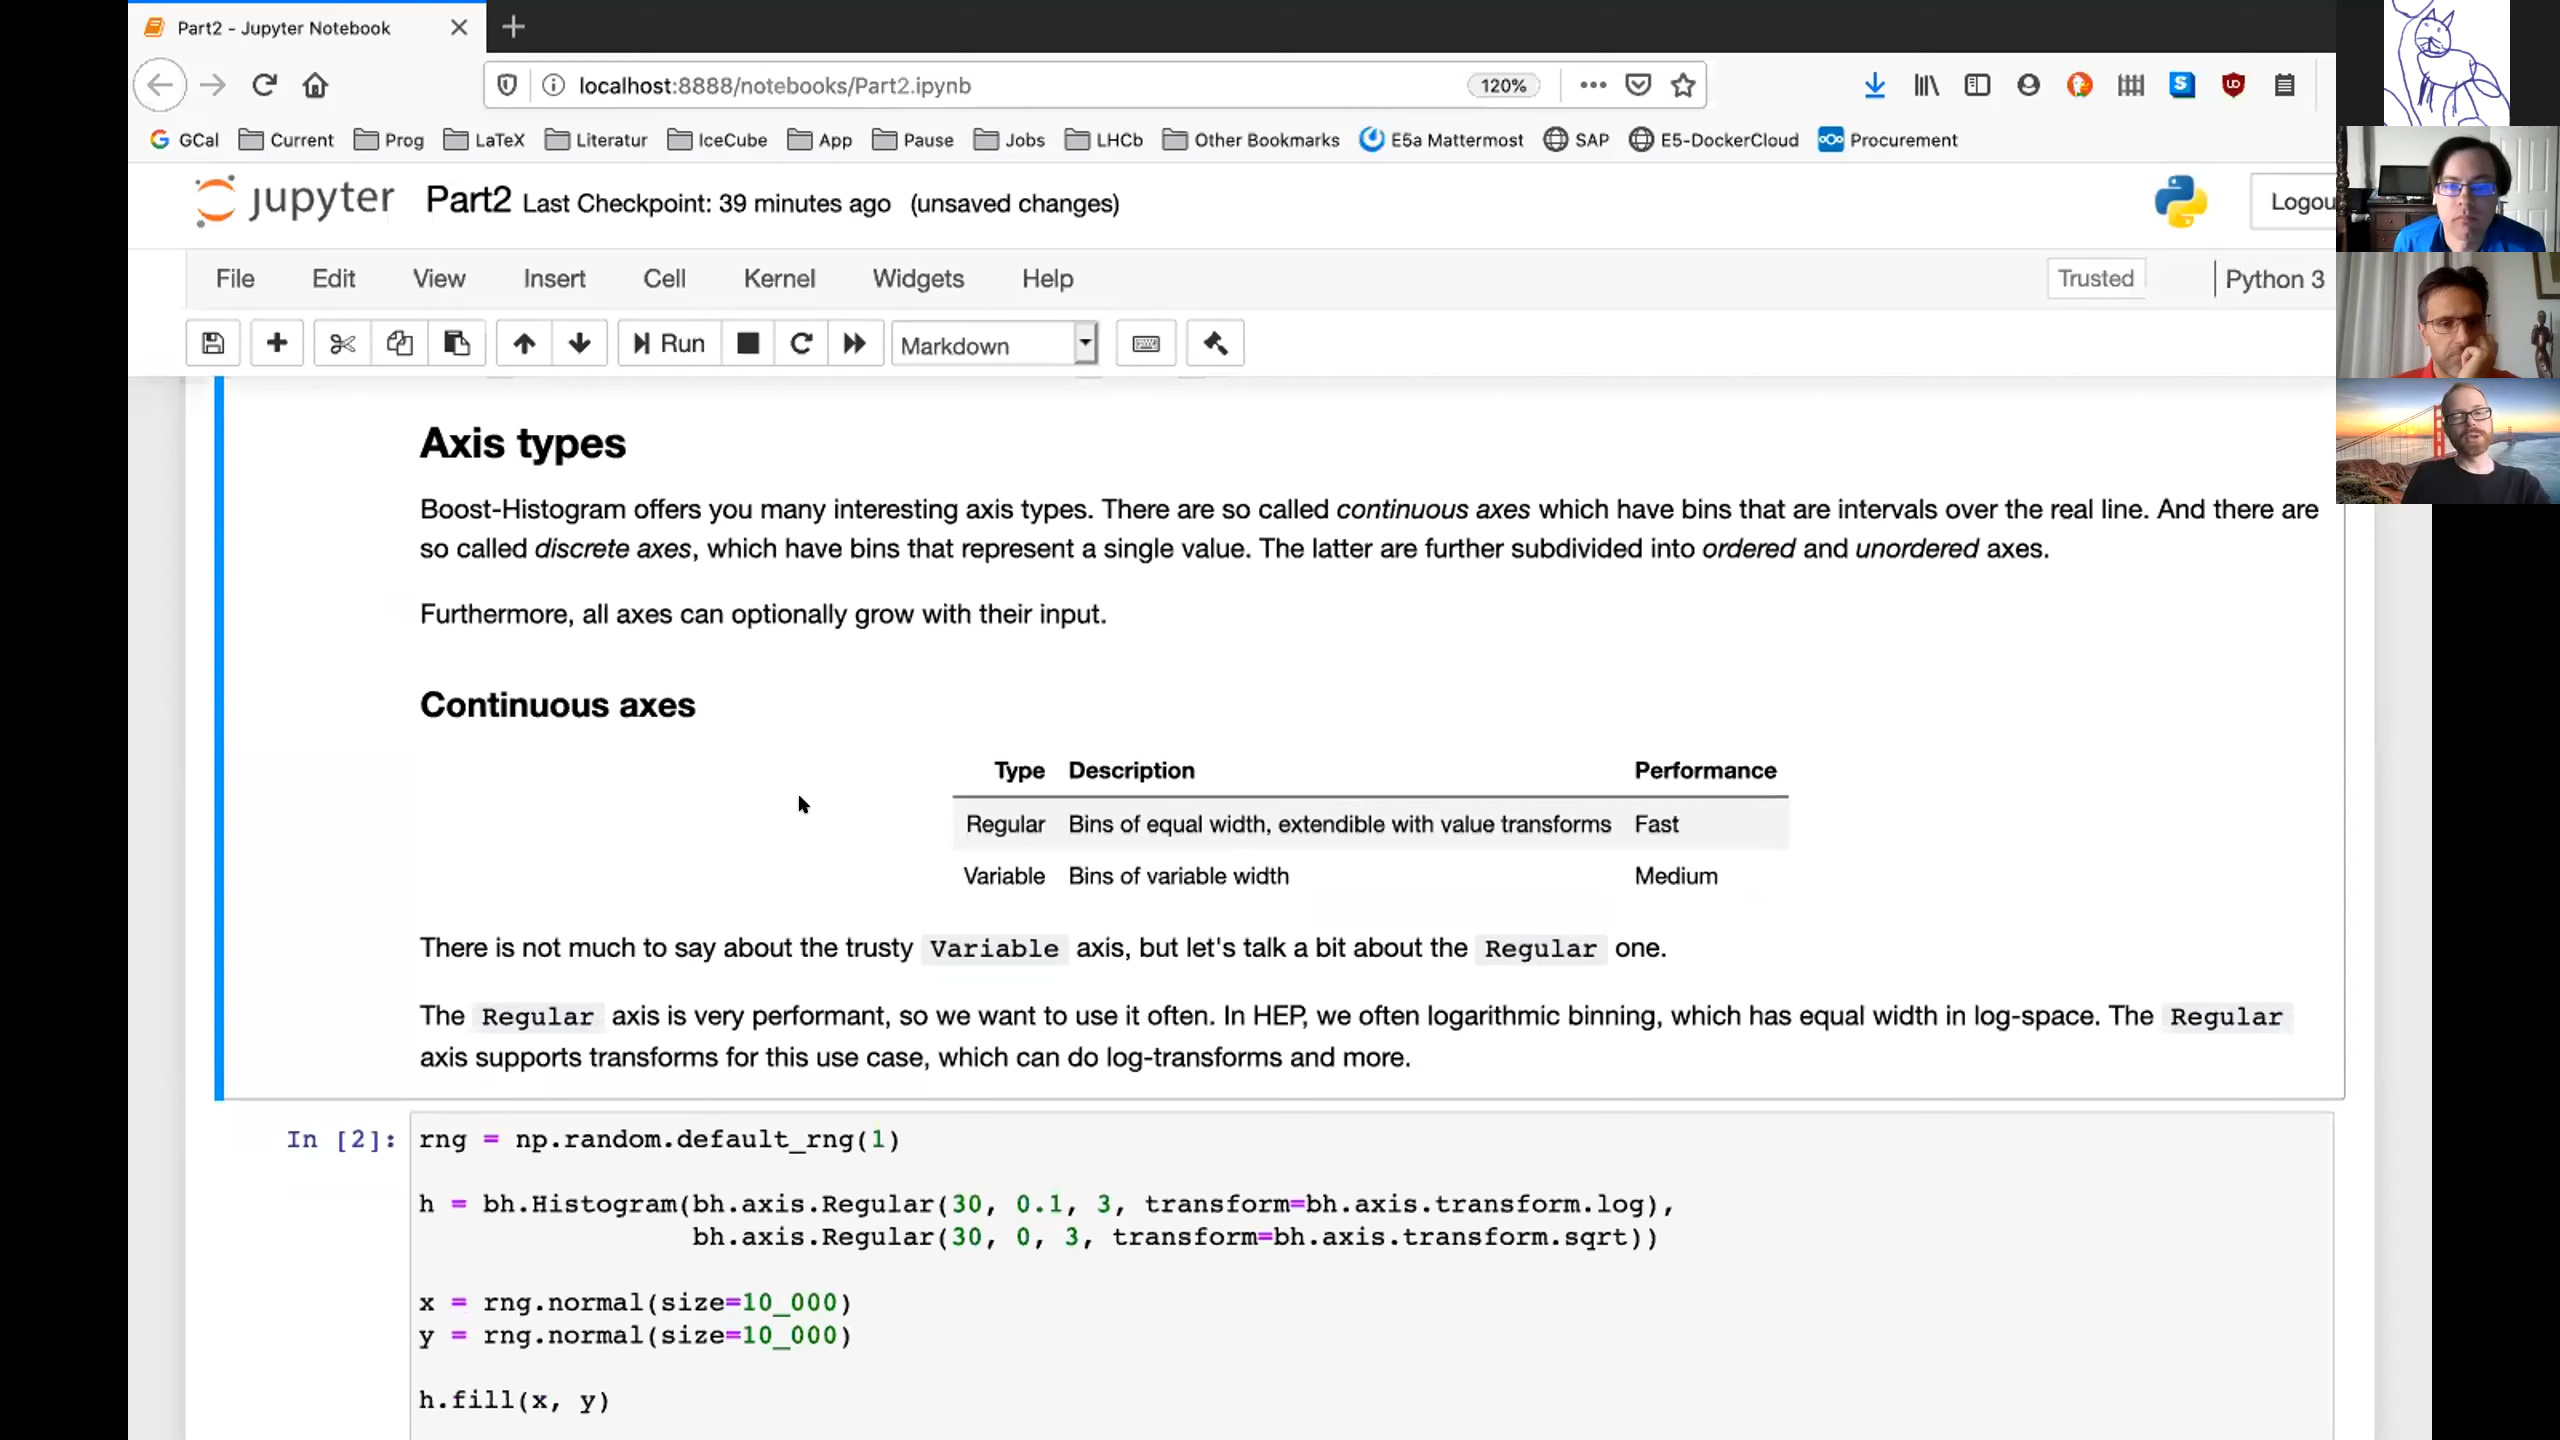 Part2 - Jupyter Notebook
localhost:8888/notebooks/Part2.ipynb 120%
GCal Current Prog LaTeX Literatur IceCube App Pause Jobs LHCb Other Bookmarks E5a Mattermost SAP E5-DockerCloud Procurement
jupyter Part2 Last Checkpoint: 39 minutes ago (unsaved changes) Logou
File Edit View Insert Cell Kernel Widgets Help Trusted Python 3
Run Markdown
Axis types
Boost-Histogram offers you many interesting axis types. There are so called continuous axes which have bins that are intervals over the real line. And there are
so called discrete axes, which have bins that represent a single value. The latter are further subdivided into ordered and unordered axes.
Furthermore, all axes can optionally grow with their input.
Continuous axes
Type Description Performance
Regular Bins of equal width, extendible with value transforms Fast
Variable Bins of variable width Medium
There is not much to say about the trusty Variable axis, but let's talk a bit about the Regular one.
The Regular axis is very performant, so we want to use it often. In HEP, we often logarithmic binning, which has equal width in log-space. The Regular
axis supports transforms for this use case, which can do log-transforms and more.
In [2]: rng = np.random.default_rng(1)
h = bh.Histogram(bh.axis.Regular(30, 0.1, 3, transform=bh.axis.transform.log),
bh.axis.Regular(30, 0, 3, transform=bh.axis.transform.sqrt))
x = rng.normal(size=10_000)
y = rng.normal(size=10_000)
h.fill(x, y)